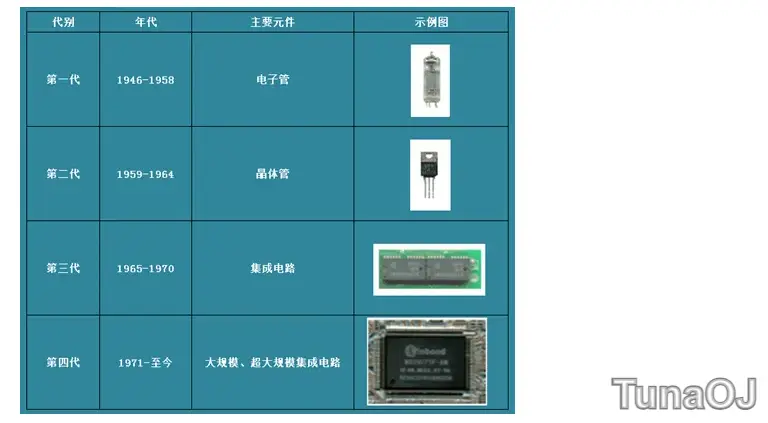 代别 年代 主要元件 示例图
第一代 1946-1958 电子管
第二代 1959-1964 晶体管
第三代 1965-1970 集成电路
第四代 1971-至今 大规模、超大规模集成电路
winbond
TunaOJ